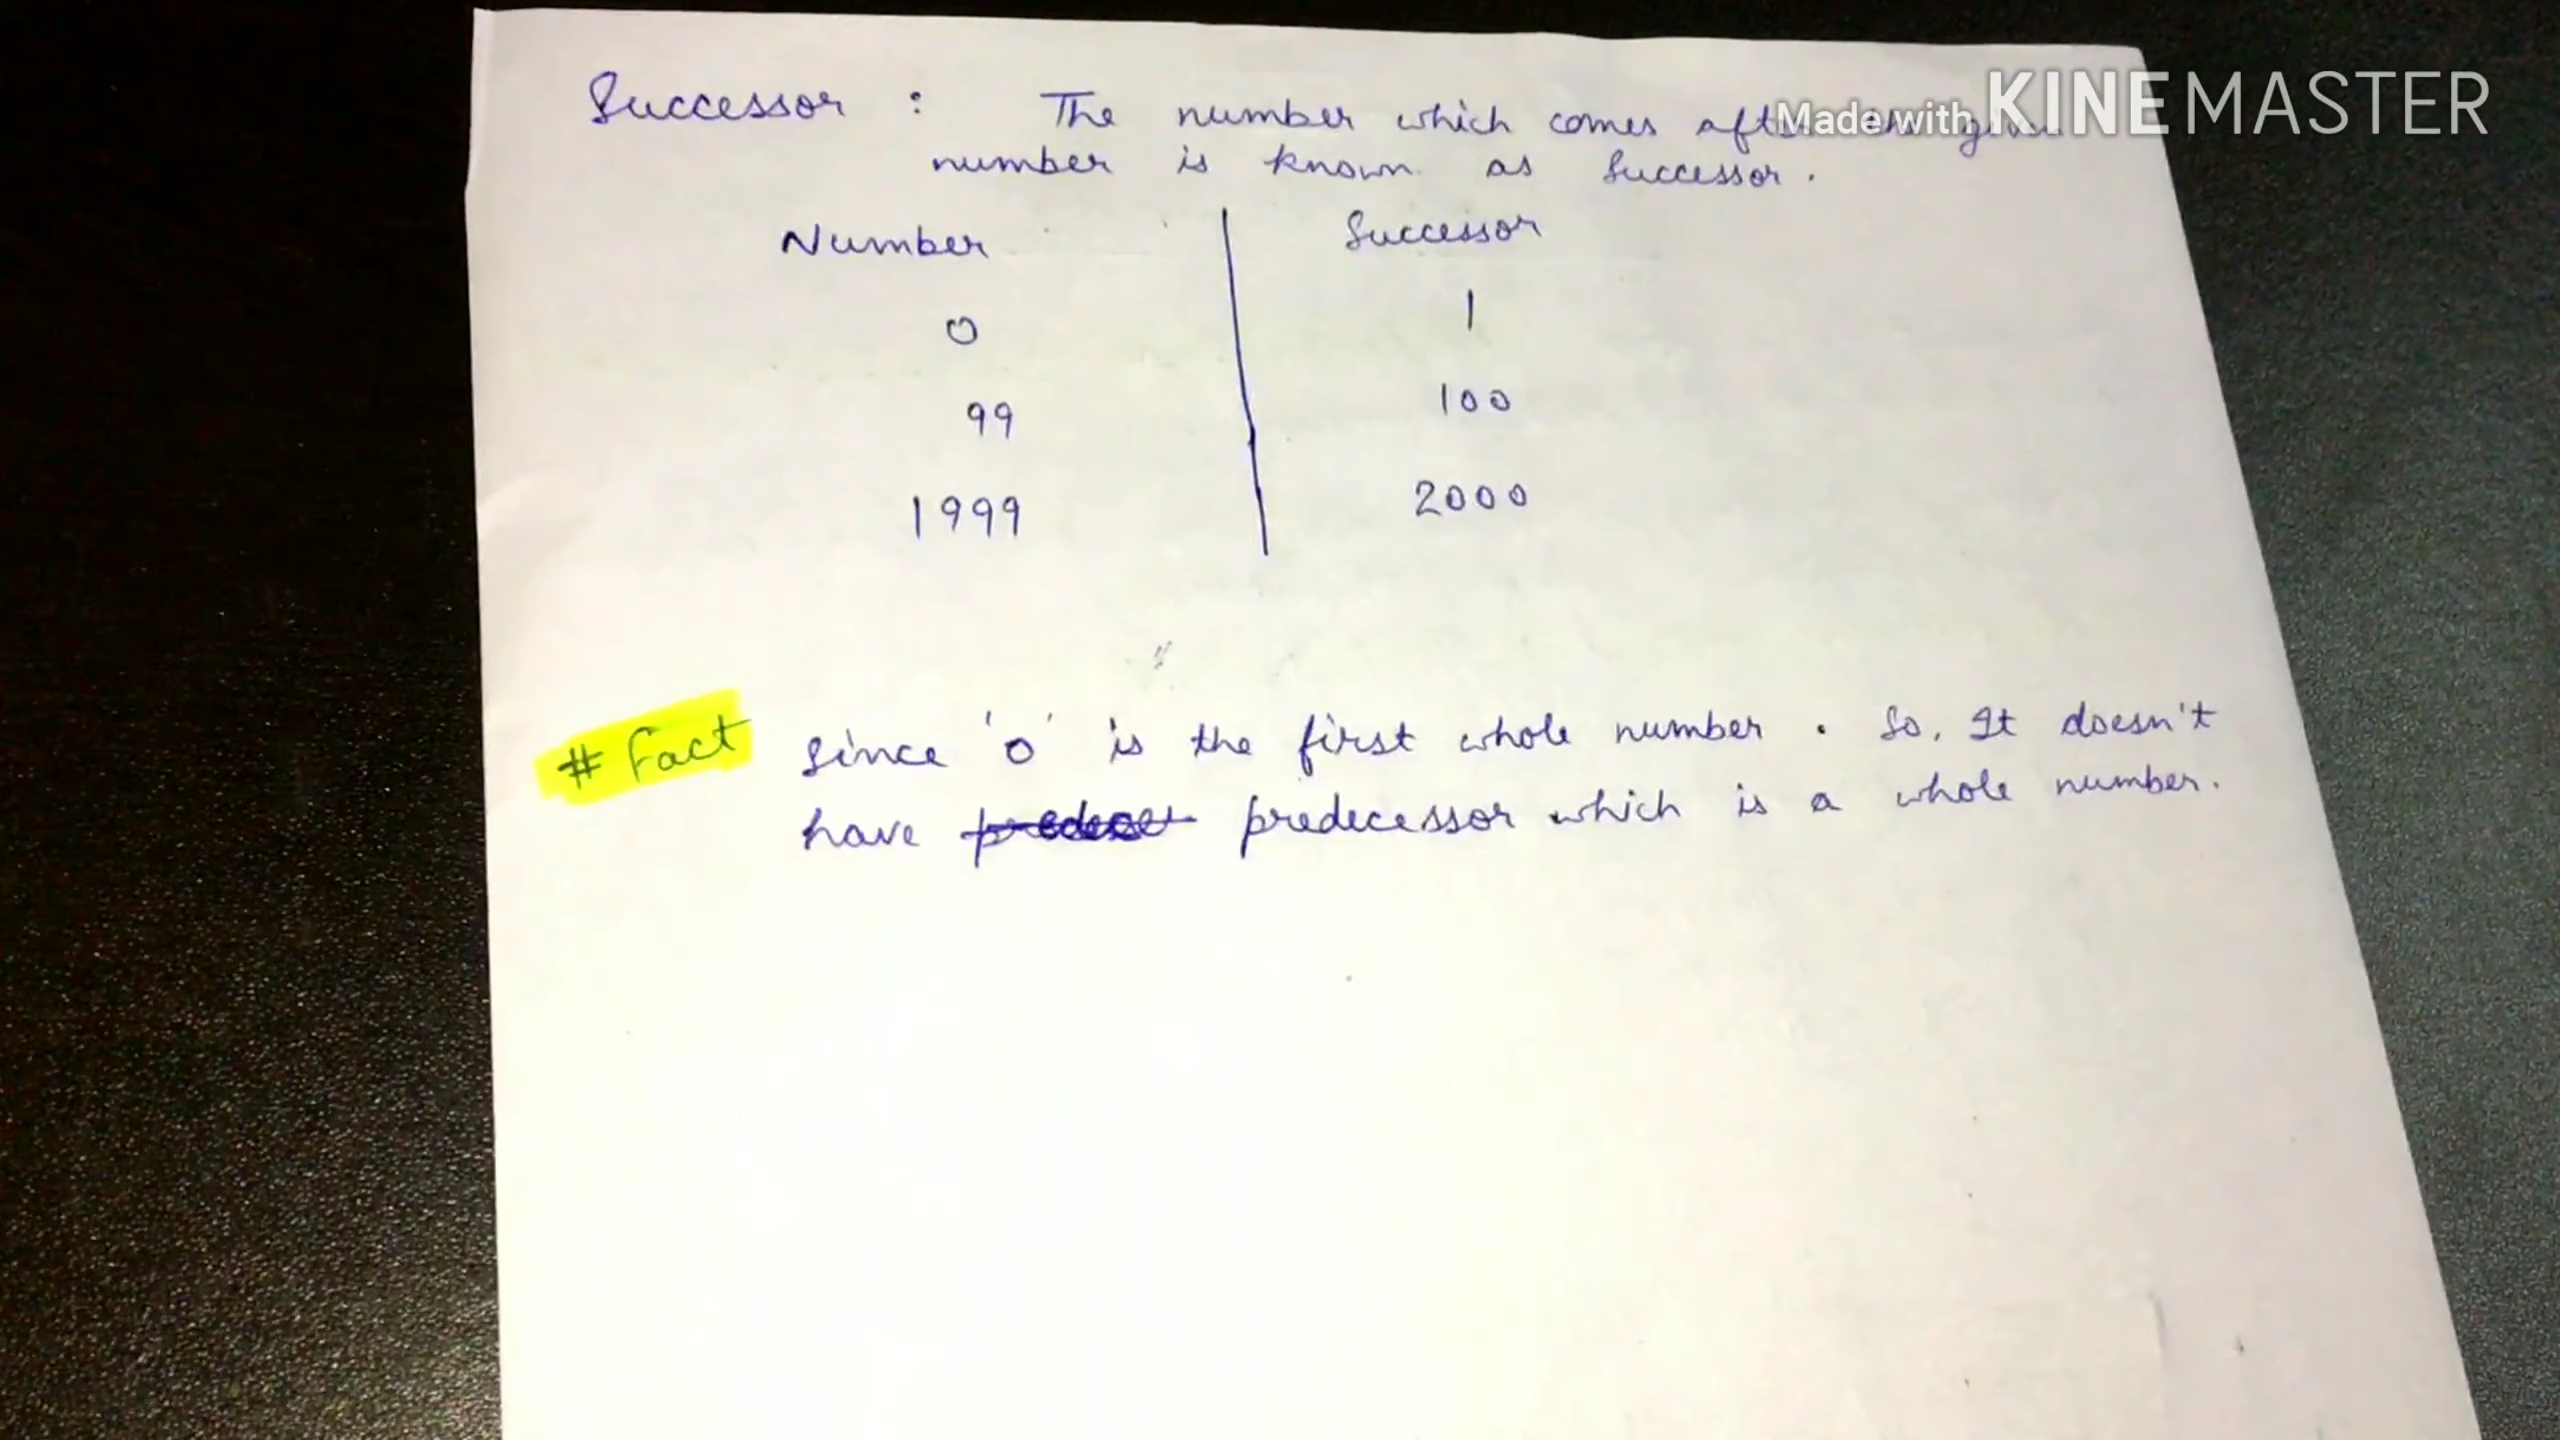 Successor : The number which comes after the given
number is known as Successor.
Made with KINEMASTER
Number Successor
0 1
99 100
1999 2000
# Fact Since '0' is the first whole number. So, It doesn't
have predecessor which is a whole number.